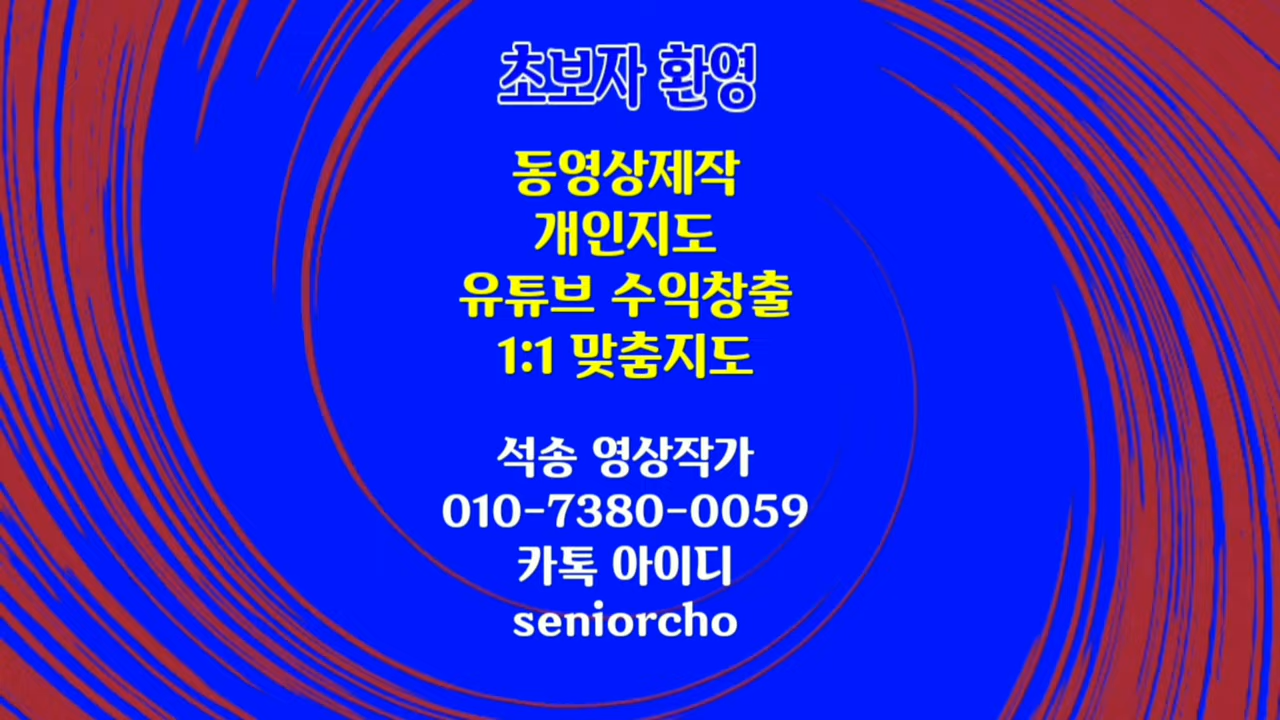 초보자 환영
동영상제작
개인지도
유튜브 수익창출
1:1 맞춤지도
석송 영상작가
010-7380-0059
카톡 아이디
seniorcho